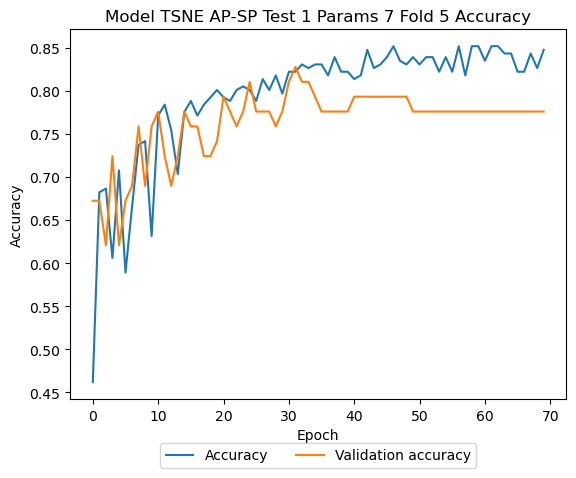 Model TSNE AP-SP Test 1 Params 7 Fold 5 Accuracy
Accuracy
0.85
0.80
0.75
0.70
0.65
0.60
0.55
0.50
0.45
0 10 20 30 40 50 60 70
Epoch
Accuracy Validation accuracy